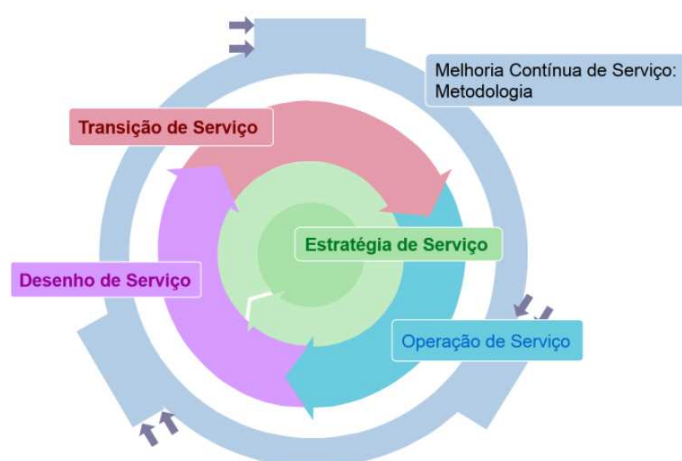 Melhoria Contínua de Serviço:
Metodologia
Transição de Serviço
Estratégia de Serviço
Desenho de Serviço
Operação de Serviço